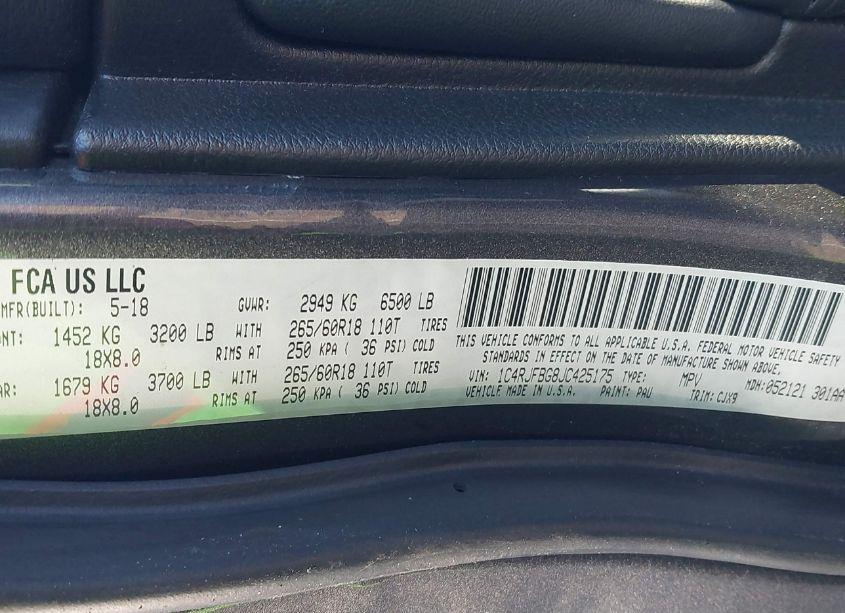 FCA US LLC
MFR(BUILT): 5-18 GVWR: 2949 KG 6500 LB
NT: 1452 KG 3200 LB WITH 265/60R18 110T TIRES
18X8.0 RIMS AT 250 KPA ( 36 PSI) COLD
AR: 1679 KG 3700 LB WITH 265/60R18 110T TIRES
18X8.0 RIMS AT 250 KPA ( 36 PSI) COLD
THIS VEHICLE CONFORMS TO ALL APPLICABLE U.S.A. FEDERAL MOTOR VEHICLE SAFETY
STANDARDS IN EFFECT ON THE DATE OF MANUFACTURE SHOWN ABOVE.
VIN: 1C4RJFBG8JC425175 TYPE: MPV MDH: 052121 301AA
VEHICLE MADE IN U.S.A. PAINT: PAU TRIM: CJX9